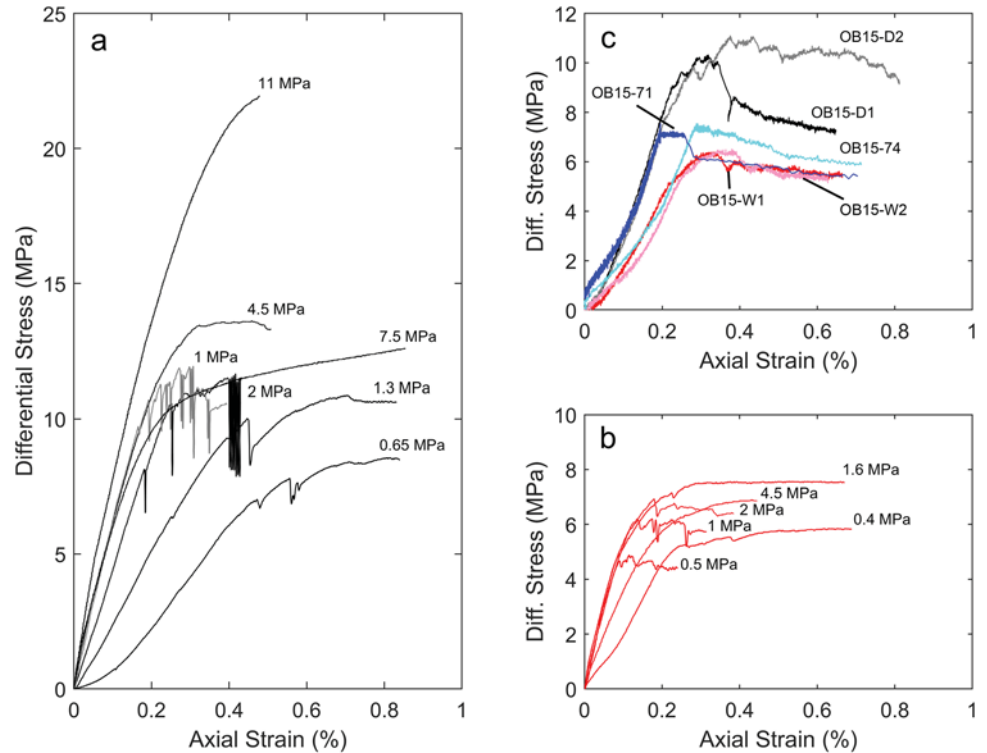 a
25
20
15
10
5
0
Differential Stress (MPa)
11 MPa
4.5 MPa
7.5 MPa
1 MPa
2 MPa
1.3 MPa
0.65 MPa
0.2
0.4
0.6
0.8
1
Axial Strain (%)
c
12
10
8
6
4
2
0
Diff. Stress (MPa)
OB15-D2
OB15-71
OB15-D1
OB15-74
OB15-W1
OB15-W2
0
0.2
0.4
0.6
0.8
1
Axial Strain (%)
b
10
8
6
4
2
0
Diff. Stress (MPa)
1.6 MPa
4.5 MPa
2 MPa
0.4 MPa
1 MPa
0.5 MPa
0.2
0.4
0.6
0.8
1
Axial Strain (%)